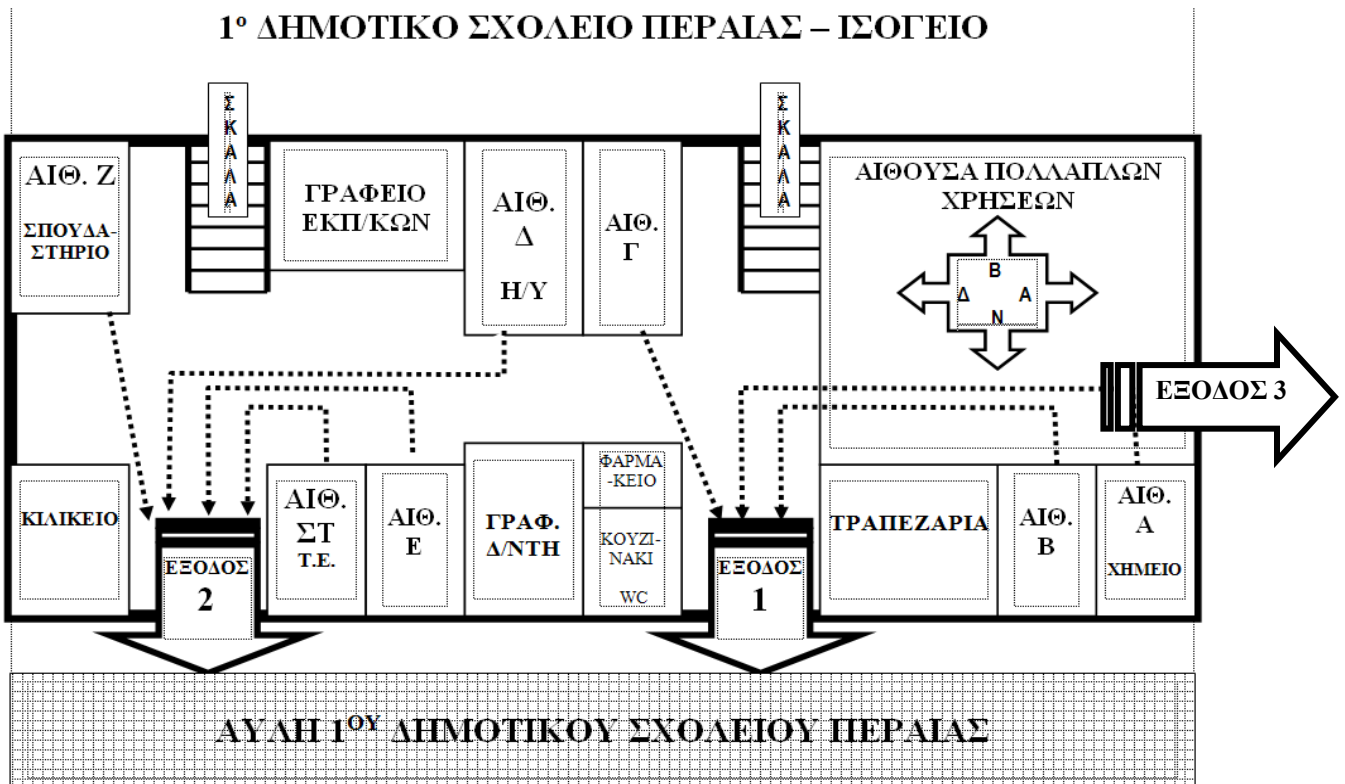 1º ΔΗΜΟΤΙΚΟ ΣΧΟΛΕΙΟ ΠΕΡΑΙΑΣ – ΙΣΟΓΕΙΟ
ΑΙΘ. Ζ
ΣΠΟΥΔΑ-
ΣΤΗΡΙΟ
ΣΚΑΛΑ
ΓΡΑΦΕΙΟ
ΕΚΠ/ΚΩΝ
ΑΙΘ.
Δ
Η/Υ
ΑΙΘ.
Γ
ΣΚΑΛΑ
ΑΙΘΟΥΣΑ ΠΟΛΛΑΠΛΩΝ
ΧΡΗΣΕΩΝ
Β
Δ Α
Ν
ΕΞΟΔΟΣ 3
ΚΙΛΙΚΕΙΟ
ΕΞΟΔΟΣ
2
ΑΙΘ.
ΣΤ
Τ.Ε.
ΑΙΘ.
Ε
ΓΡΑΦ.
Δ/ΝΤΗ
ΦΑΡΜΑ
-ΚΕΙΟ
ΚΟΥΖΙ-
ΝΑΚΙ
WC
ΕΞΟΔΟΣ
1
ΤΡΑΠΕΖΑΡΙΑ
ΑΙΘ.
Β
ΑΙΘ.
Α
ΧΗΜΕΙΟ
ΑΥΛΗ 1ΟΥ ΔΗΜΟΤΙΚΟΥ ΣΧΟΛΕΙΟΥ ΠΕΡΑΙΑΣ